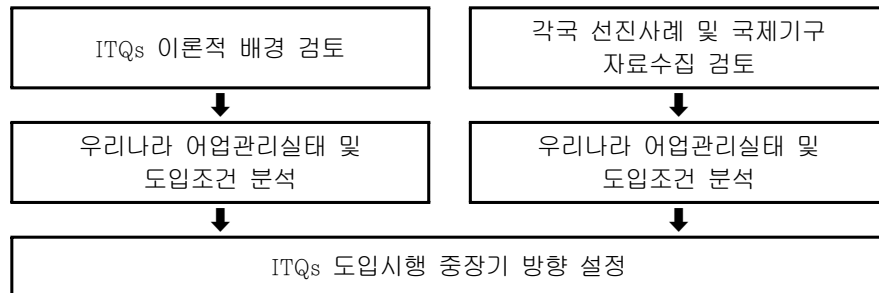 ITQs 이론적 배경 검토
각국 선진사례 및 국제기구
자료수집 검토
우리나라 어업관리실태 및
도입조건 분석
우리나라 어업관리실태 및
도입조건 분석
ITQs 도입시행 중장기 방향 설정